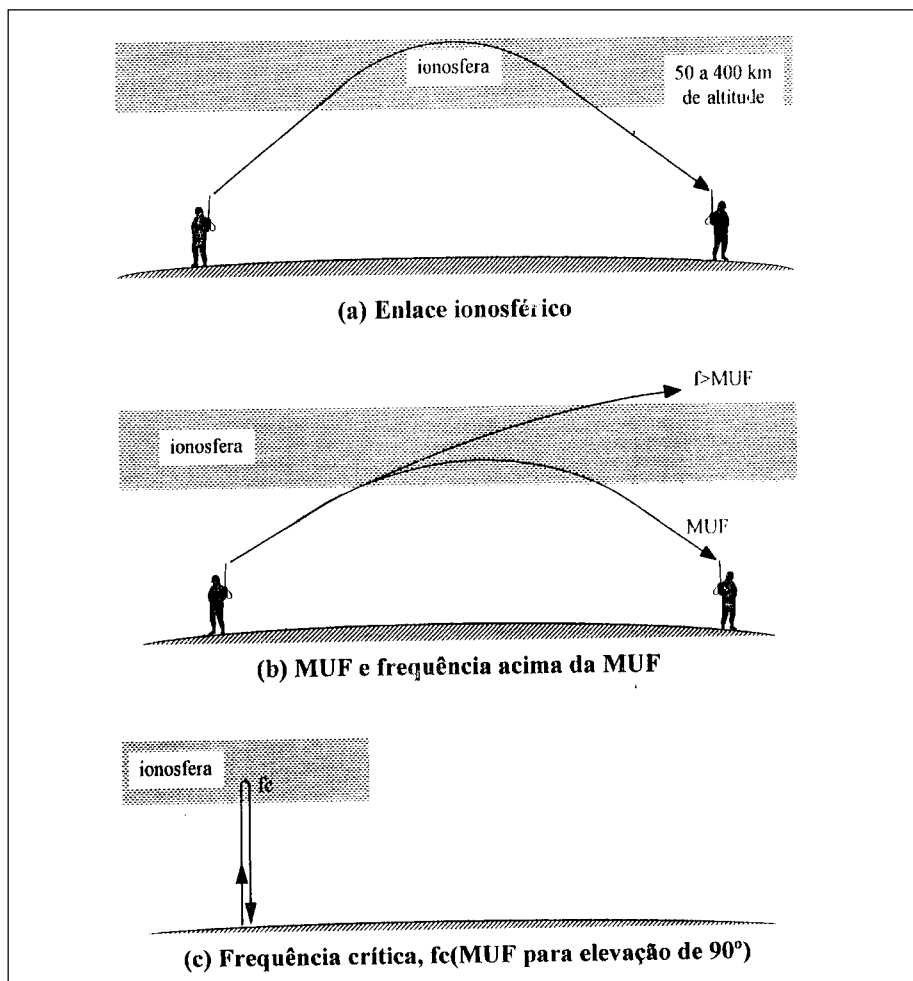 ionosfera
50 a 400 km
de altitude
(a) Enlace ionosférico
f>MUF
ionosfera
MUF
(b) MUF e frequência acima da MUF
ionosfera
fc
(c) Frequência crítica, fc(MUF para elevação de 90º)